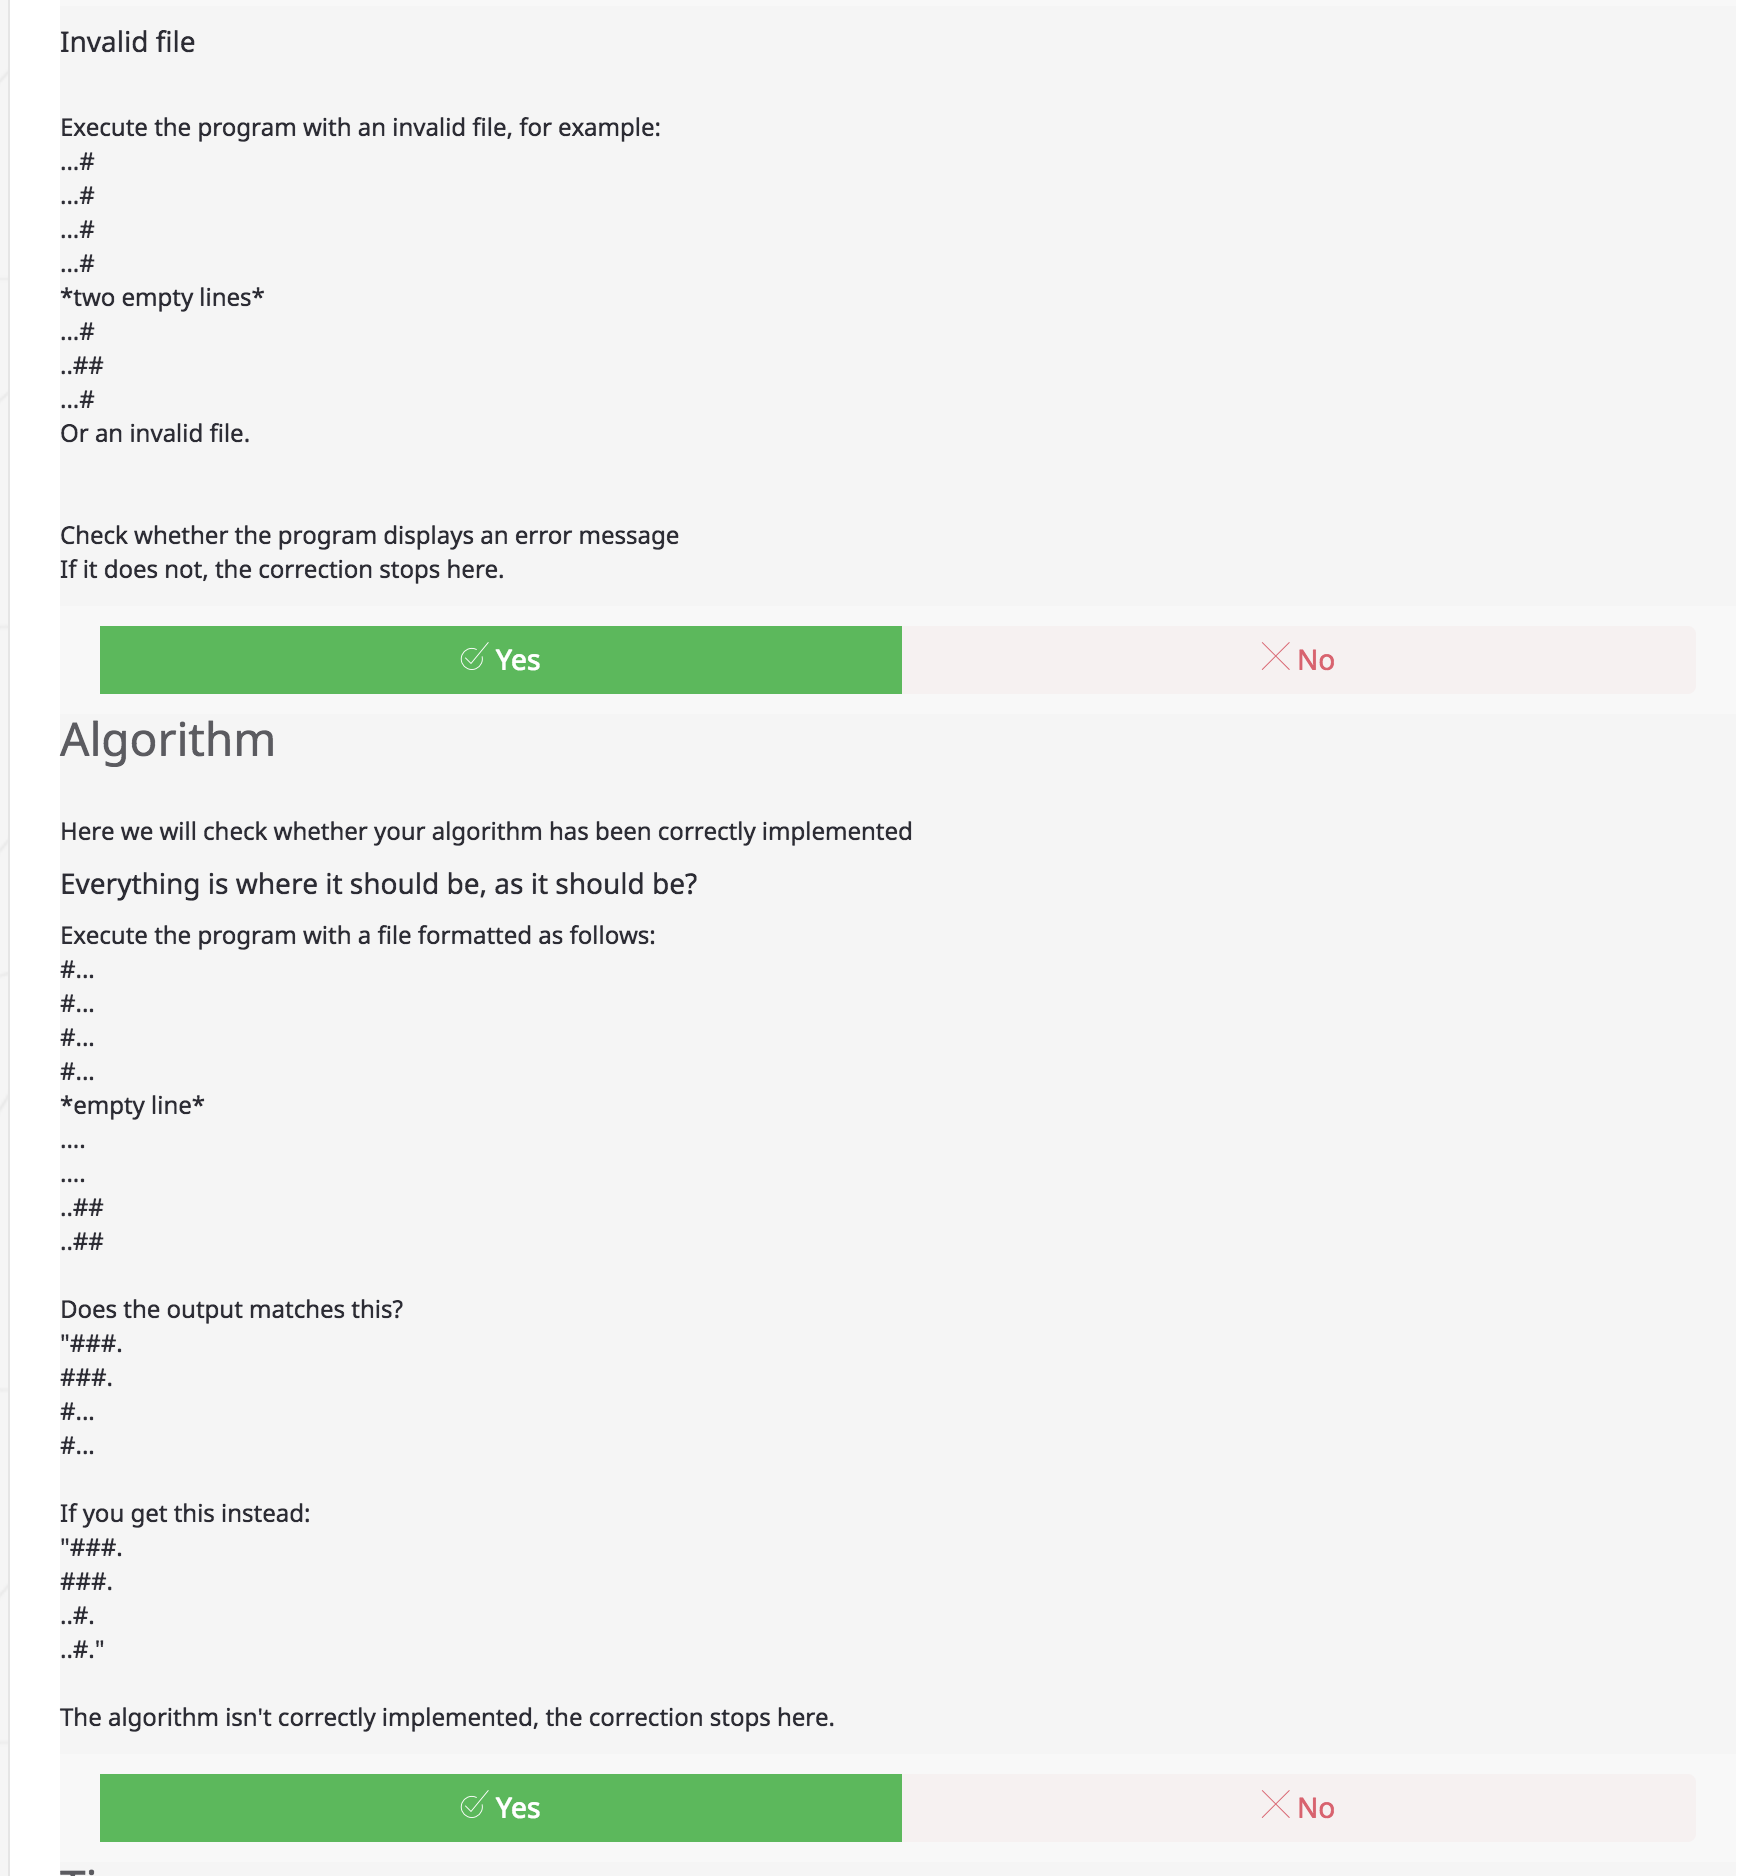 Invalid file
Execute the program with an invalid file, for example:
...#
...#
...#
...#
*two empty lines*
...#
..##
...#
Or an invalid file.
Check whether the program displays an error message
If it does not, the correction stops here.
Yes
No
Algorithm
Here we will check whether your algorithm has been correctly implemented
Everything is where it should be, as it should be?
Execute the program with a file formatted as follows:
#...
#...
#...
#...
*empty line*
....
....
..##
..##
Does the output matches this?
"###.
###.
#...
#...
If you get this instead:
"###.
###.
..#.
..#."
The algorithm isn't correctly implemented, the correction stops here.
Yes
No